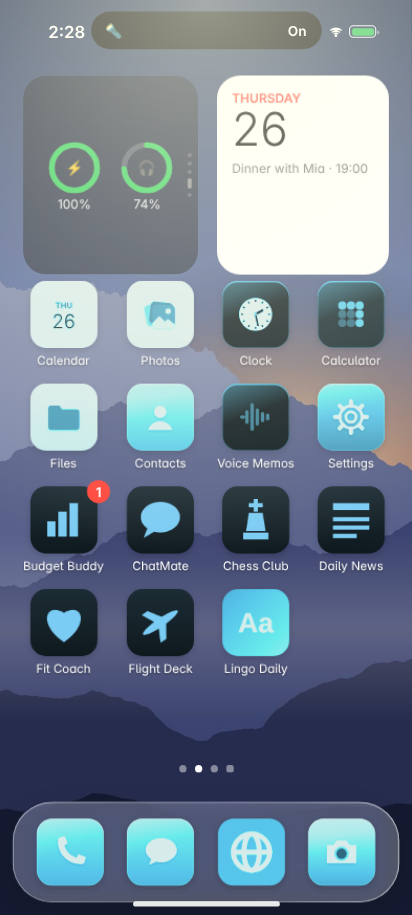 2:28 On
100% 74%
THURSDAY
26
Dinner with Mia · 19:00
THU
26
Calendar Photos Clock Calculator
Files Contacts Voice Memos Settings
1
Budget Buddy ChatMate Chess Club Daily News
Aa
Fit Coach Flight Deck Lingo Daily